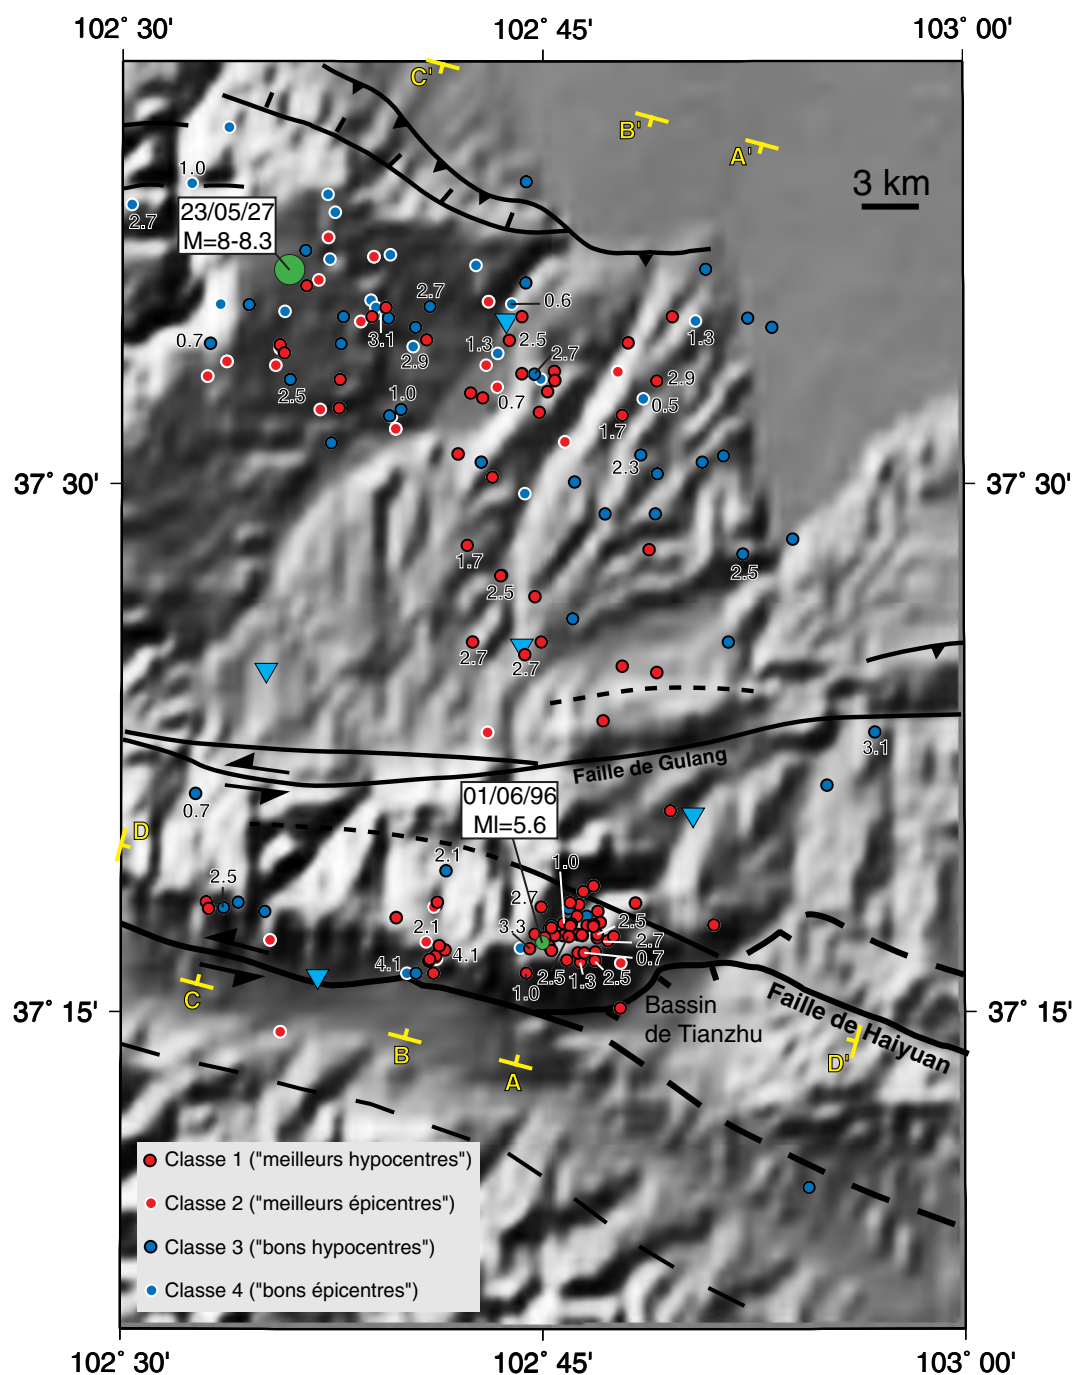 102° 30'
102° 45'
103° 00'
C'
B'
A'
3 km
1.0
2.7
23/05/27
M=8-8.3
2.7
0.6
3.1
2.9
1.3
2.5
2.7
0.7
1.3
0.7
2.5
1.0
2.9
0.5
1.7
2.3
37° 30'
37° 30'
1.7
2.5
2.5
2.7
2.7
3.1
Faille de Gulang
0.7
01/06/96
Ml=5.6
D
2.1
1.0
2.5
2.7
2.5
2.1
3.3
2.7
4.1
4.1
0.7
2.5
1.3
2.5
1.0
C
B
A
D'
37° 15'
37° 15'
Bassin
de Tianzhu
Faille de Haiyuan
Classe 1 ("meilleurs hypocentres")
Classe 2 ("meilleurs épicentres")
Classe 3 ("bons hypocentres")
Classe 4 ("bons épicentres")
102° 30'
102° 45'
103° 00'